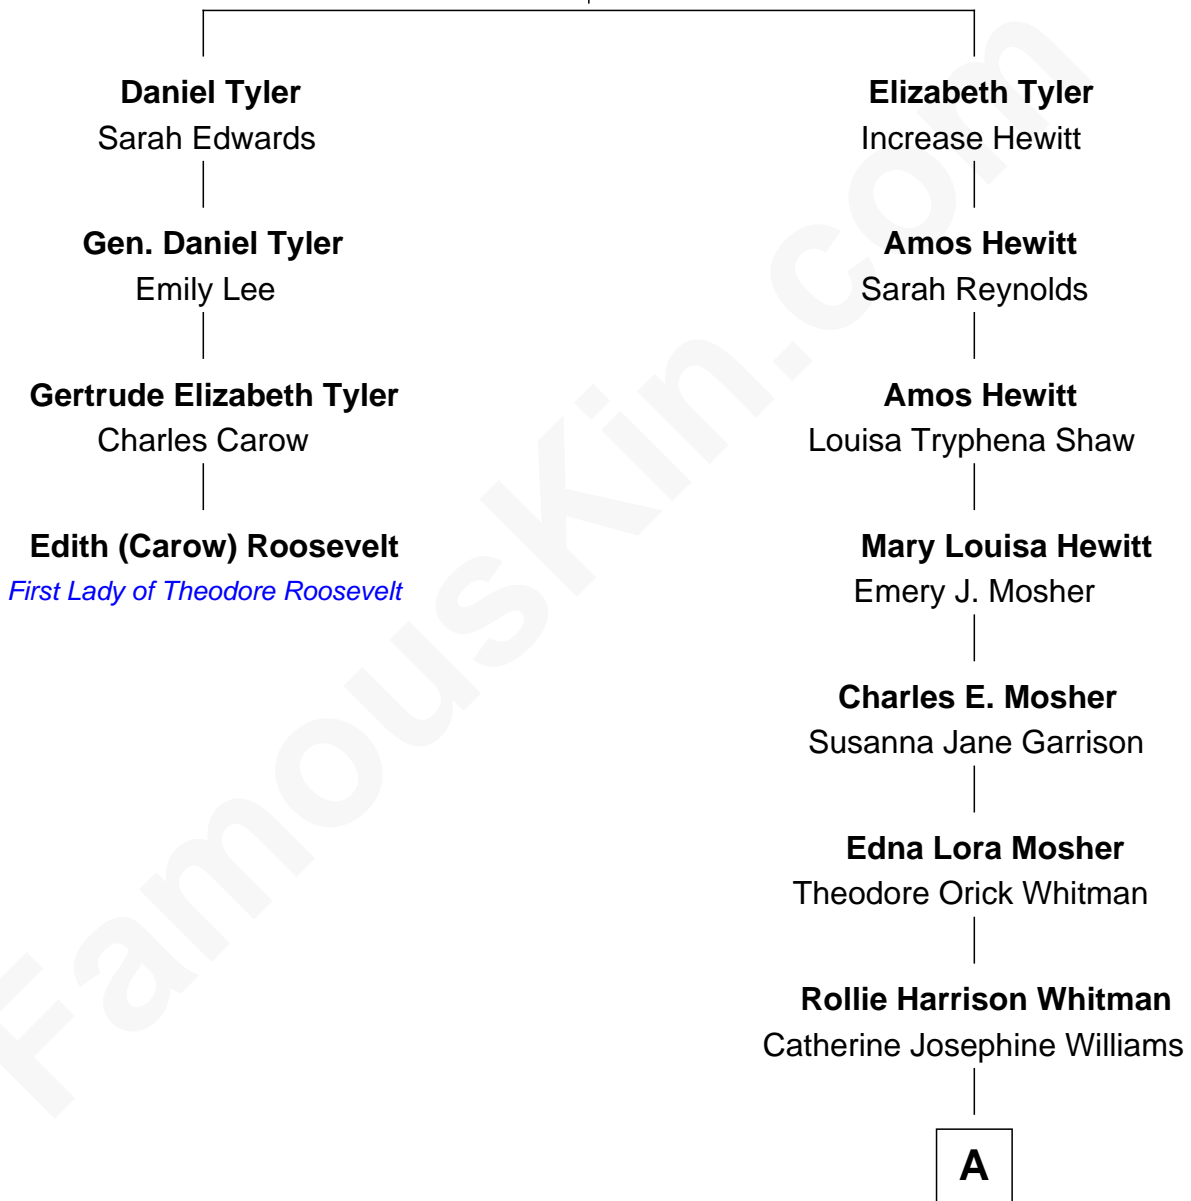 Daniel Tyler
Sarah Edwards
Gen. Daniel Tyler
Emily Lee
Gertrude Elizabeth Tyler
Charles Carow
Edith (Carow) Roosevelt
First Lady of Theodore Roosevelt
Elizabeth Tyler
Increase Hewitt
Amos Hewitt
Sarah Reynolds
Amos Hewitt
Louisa Tryphena Shaw
Mary Louisa Hewitt
Emery J. Mosher
Charles E. Mosher
Susanna Jane Garrison
Edna Lora Mosher
Theodore Orick Whitman
Rollie Harrison Whitman
Catherine Josephine Williams
A
FamousKin.com